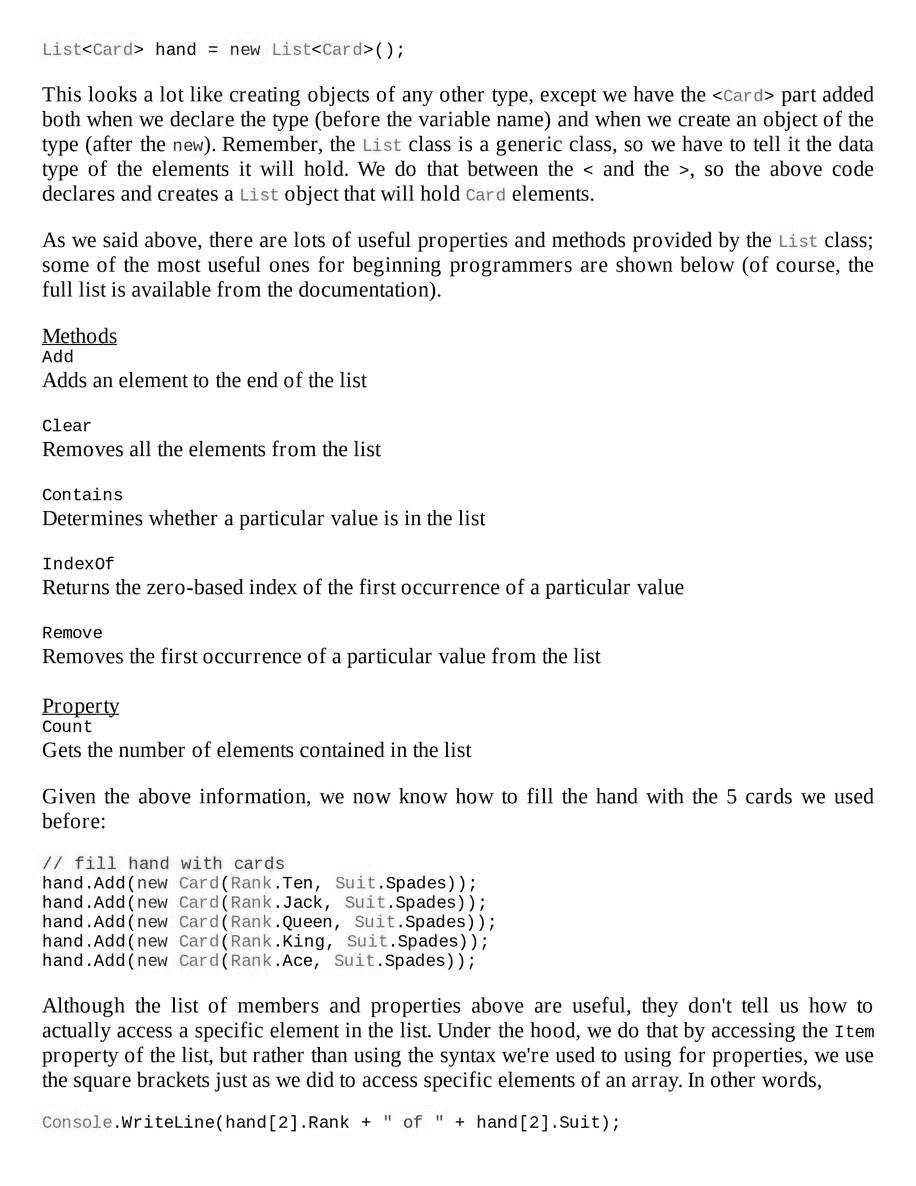 List<Card> hand = new List<Card>();
This looks a lot like creating objects of any other type, except we have the <Card> part added
both when we declare the type (before the variable name) and when we create an object of the
type (after the new). Remember, the List class is a generic class, so we have to tell it the data
type of the elements it will hold. We do that between the < and the >, so the above code
declares and creates a List object that will hold Card elements.
As we said above, there are lots of useful properties and methods provided by the List class;
some of the most useful ones for beginning programmers are shown below (of course, the
full list is available from the documentation).
Methods
Add
Adds an element to the end of the list
Clear
Removes all the elements from the list
Contains
Determines whether a particular value is in the list
IndexOf
Returns the zero-based index of the first occurrence of a particular value
Remove
Removes the first occurrence of a particular value from the list
Property
Count
Gets the number of elements contained in the list
Given the above information, we now know how to fill the hand with the 5 cards we used
before:
// fill hand with cards
hand.Add(new Card(Rank.Ten, Suit.Spades));
hand.Add(new Card(Rank.Jack, Suit.Spades));
hand.Add(new Card(Rank.Queen, Suit.Spades));
hand.Add(new Card(Rank.King, Suit.Spades));
hand.Add(new Card(Rank.Ace, Suit.Spades));
Although the list of members and properties above are useful, they don't tell us how to
actually access a specific element in the list. Under the hood, we do that by accessing the Item
property of the list, but rather than using the syntax we're used to using for properties, we use
the square brackets just as we did to access specific elements of an array. In other words,
Console.WriteLine(hand[2].Rank + " of " + hand[2].Suit);